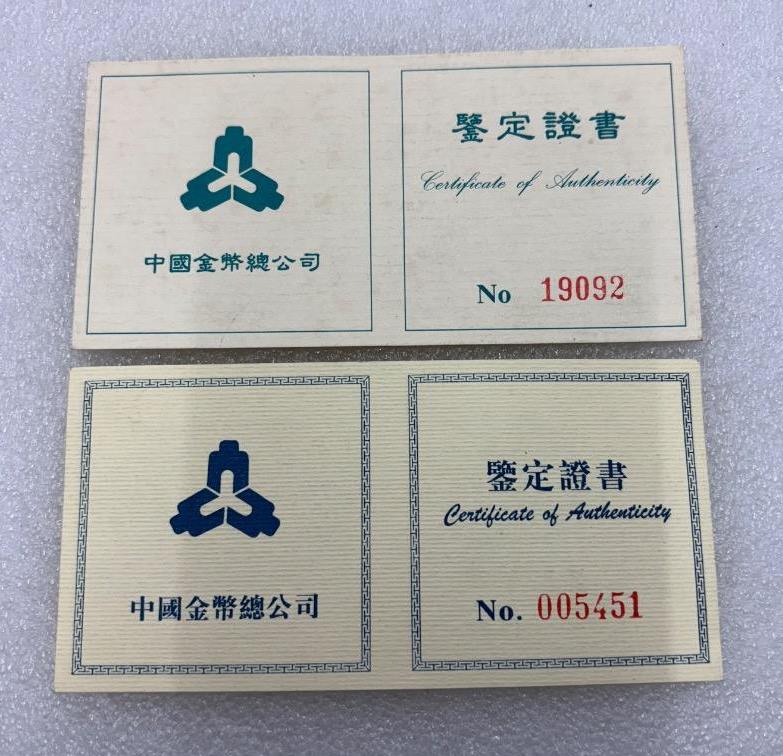 中國金幣總公司
鑒定證書
Certificate of Authenticity
No 19092
中國金幣總公司
鑒定證書
Certificate of Authenticity
No. 005451